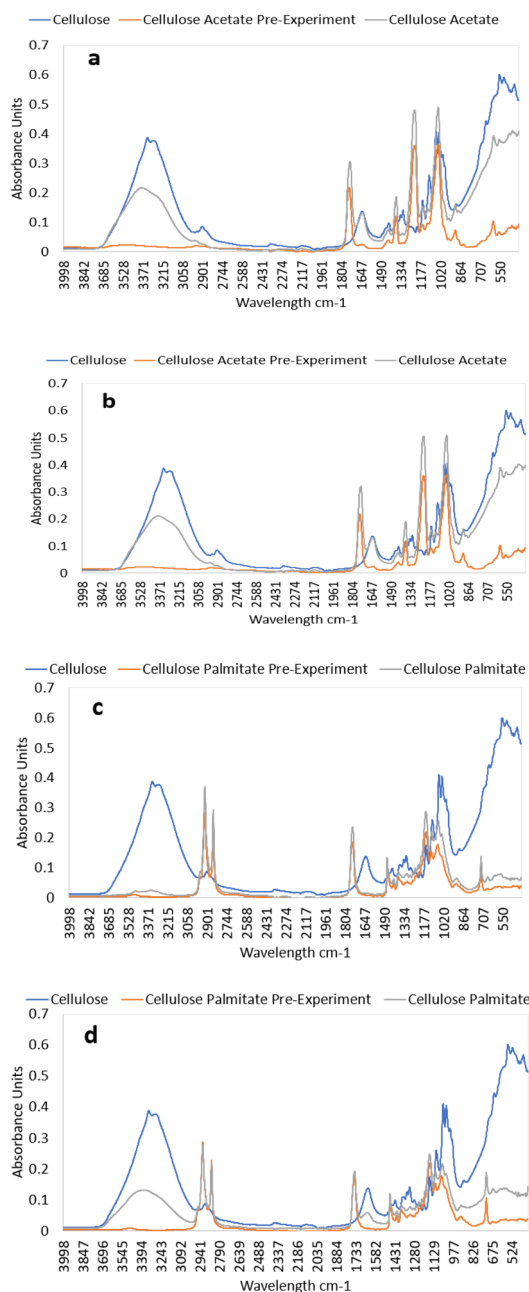 Cellulose Cellulose Acetate Pre-Experiment Cellulose Acetate
a
0.7
0.6
0.5
0.4
0.3
0.2
0.1
0
Absorbance Units
3998 3842 3685 3528 3371 3215 3058 2901 2744 2588 2431 2274 2117 1961 1804 1647 1490 1334 1177 1020 864 707 550
Wavelength cm-1
Cellulose Cellulose Acetate Pre-Experiment Cellulose Acetate
b
0.7
0.6
0.5
0.4
0.3
0.2
0.1
0
Absorbance Units
3998 3842 3685 3528 3371 3215 3058 2901 2744 2588 2431 2274 2117 1961 1804 1647 1490 1334 1177 1020 864 707 550
Wavelength cm-1
Cellulose Cellulose Palmitate Pre-Experiment Cellulose Palmitate
c
0.7
0.6
0.5
0.4
0.3
0.2
0.1
0
Absorbance Units
3998 3842 3685 3528 3371 3215 3058 2901 2744 2588 2431 2274 2117 1961 1804 1647 1490 1334 1177 1020 864 707 550
Wavelength cm-1
Cellulose Cellulose Palmitate Pre-Experiment Cellulose Palmitate
d
0.7
0.6
0.5
0.4
0.3
0.2
0.1
0
Absorbance Units
3998 3847 3696 3545 3394 3243 3091 2941 2790 2639 2488 2337 2186 2035 1884 1733 1582 1431 1280 1129 977 826 675 524
Wavelength cm-1